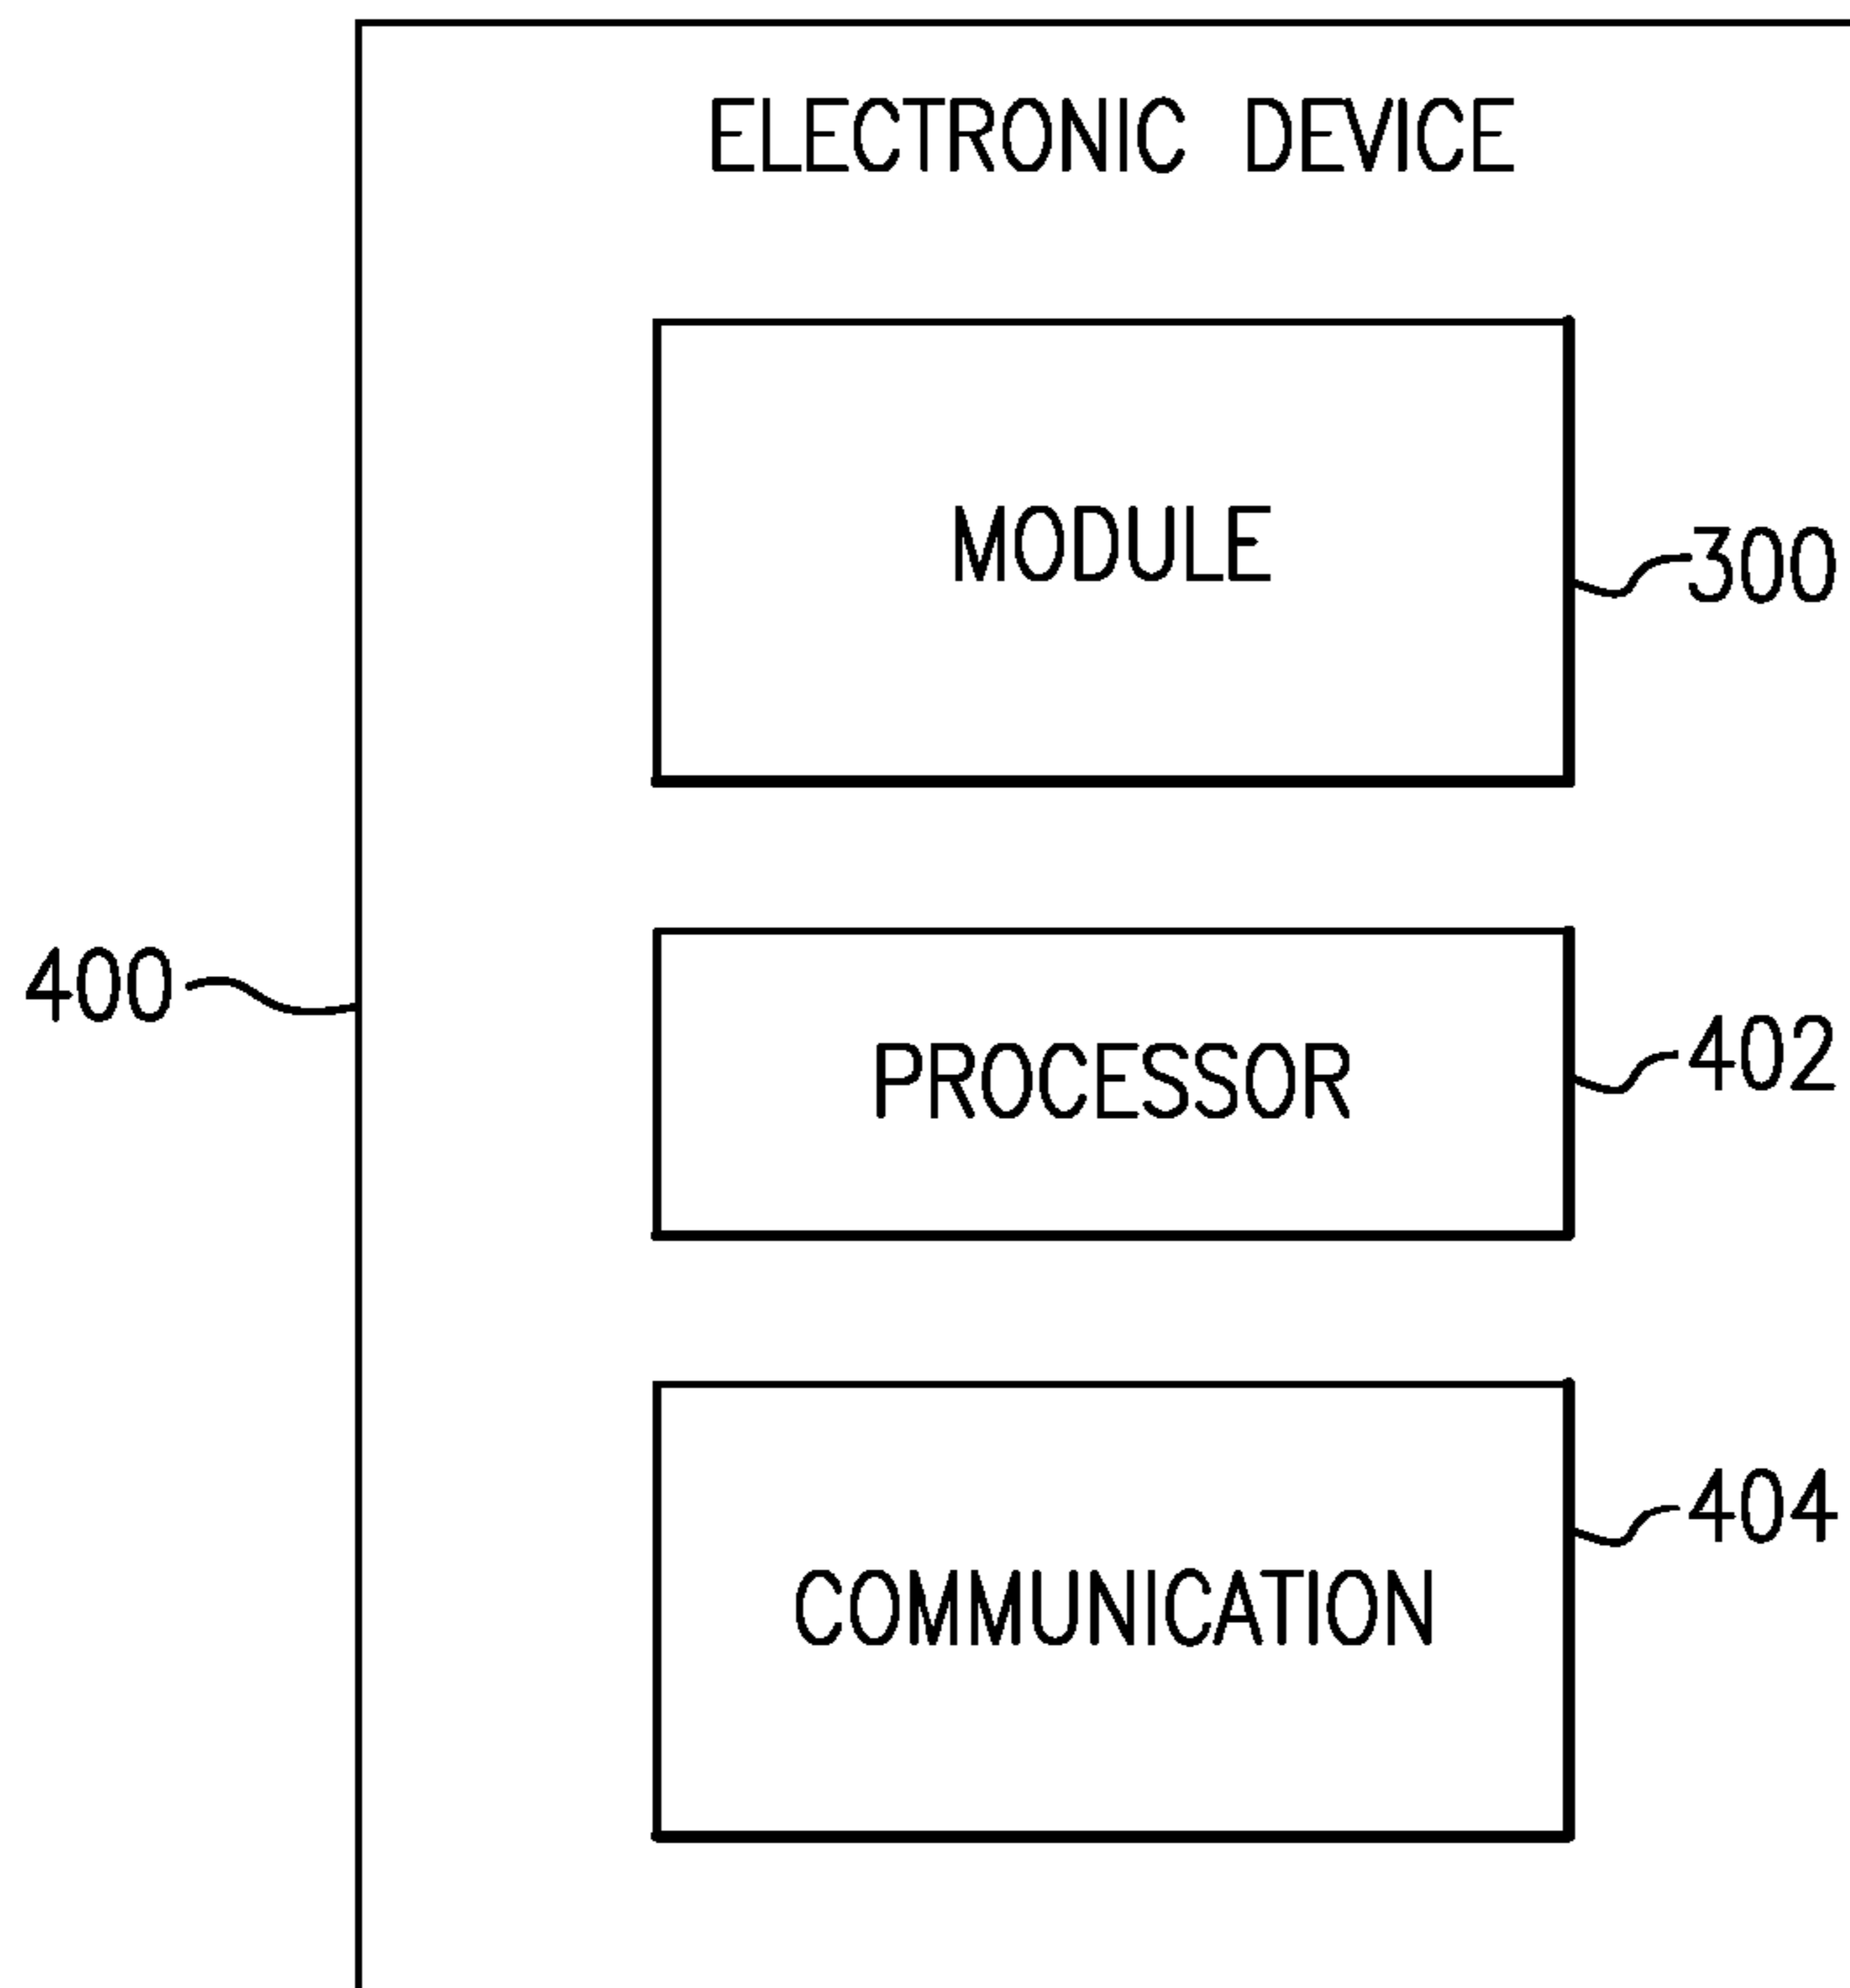 ELECTRONIC DEVICE
MODULE
300
400
PROCESSOR
402
404
COMMUNICATION